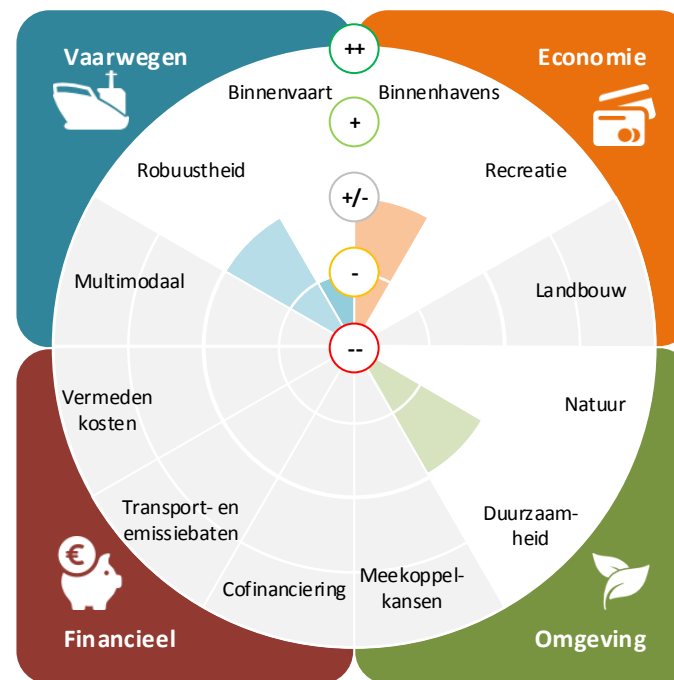 Vaarwegen
Economie
++
Binnenvaart
Binnenhavens
+
Robuustheid
Recreatie
+/-
Multimodaal
-
Landbouw
--
Vermeden
kosten
Natuur
Transport- en
emissiebaten
Duurzaam-
heid
Cofinanciering
Meekoppel-
kansen
€
Financieel
Omgeving